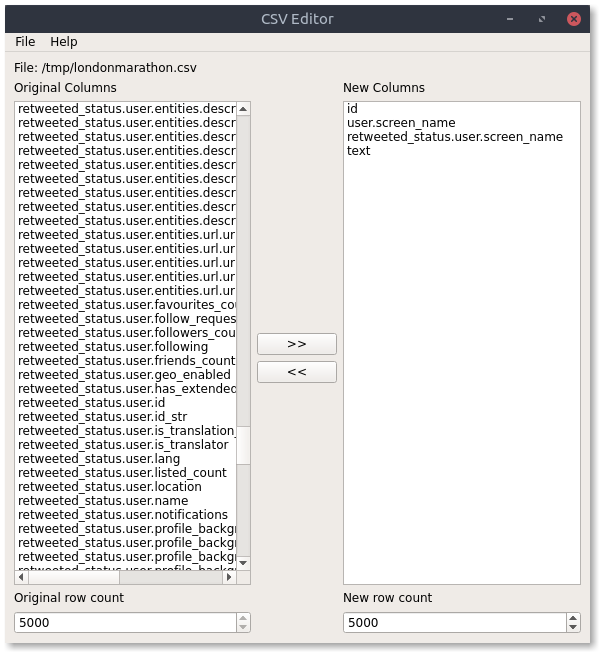 CSV Editor
File Help
File: /tmp/londonmarathon.csv
Original Columns
retweeted_status.user.entities.descr
retweeted_status.user.entities.descr
retweeted_status.user.entities.descr
retweeted_status.user.entities.descr
retweeted_status.user.entities.descr
retweeted_status.user.entities.descr
retweeted_status.user.entities.descr
retweeted_status.user.entities.descr
retweeted_status.user.entities.descr
retweeted_status.user.entities.url.ur
retweeted_status.user.entities.url.ur
retweeted_status.user.entities.url.ur
retweeted_status.user.entities.url.ur
retweeted_status.user.entities.url.ur
retweeted_status.user.favourites_cou
retweeted_status.user.follow_reques
retweeted_status.user.followers_cou
retweeted_status.user.following
retweeted_status.user.friends_count
retweeted_status.user.geo_enabled
retweeted_status.user.has_extended
retweeted_status.user.id
retweeted_status.user.id_str
retweeted_status.user.is_translation_
retweeted_status.user.is_translator
retweeted_status.user.lang
retweeted_status.user.listed_count
retweeted_status.user.location
retweeted_status.user.name
retweeted_status.user.notifications
retweeted_status.user.profile_backgr
retweeted_status.user.profile_backgr
retweeted_status.user.profile_backgr
retweeted_status.user.profile_backgr
Original row count
5000
>>
<<
New Columns
id
user.screen_name
retweeted_status.user.screen_name
text
New row count
5000